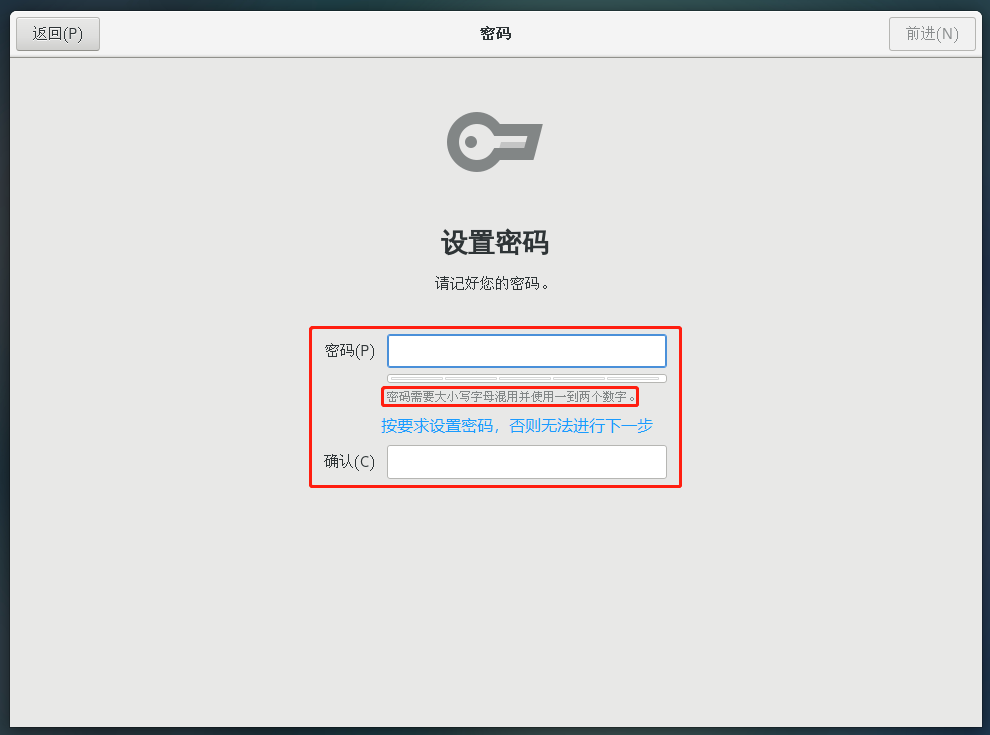 返回(P)
密码
前进(N)
设置密码
请记好您的密码。
密码(P)
密码需要大小写字母混用并使用一到两个数字。
按要求设置密码，否则无法进行下一步
确认(C)